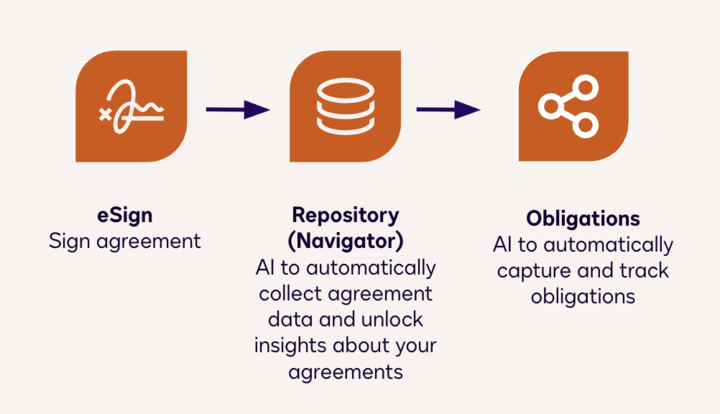 eSign
Sign agreement
Repository
(Navigator)
AI to automatically
collect agreement
data and unlock
insights about your
agreements
Obligations
AI to automatically
capture and track
obligations